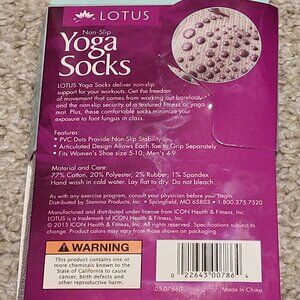 LOTUS
Non-Slip
Yoga
Socks
LOTUS Yoga Socks deliver non-slip
support for your workouts. Get the freedom
of movement that comes from working out barefoot
and the non-slip security of a textured fitness or yoga
mat. Plus, these comfortable socks minimize your
exposure to foot fungus in class.
Features:
• PVC Dots Provide Non-Slip Stability
• Articulated Design Allows Each Toe to Grip Separately
• Fits Women's Shoe size 5-10; Men's 4-9
Material and Care:
77% Cotton, 20% Polyester, 2% Rubber, 1% Spandex
Hand wash in cold water. Lay flat to dry. Do not bleach.
As with any exercise program, consult your physician before you begin.
Distributed by Stamina Products, Inc. • Springfield, MO 65803 • 1.800.375.7520
Manufactured and distributed under license from ICON Health & Fitness, Inc.
LOTUS is a trademark of ICON Health & Fitness, Inc.
© 2015 ICON Health & Fitness, Inc. All rights reserved. Specifications subject to
change. Product colors may vary from those shown on packaging.
WARNING
This product contains one or
more chemicals known to the
State of California to cause
cancer, birth defects and
other reproductive harm.
0 22643 00786 4